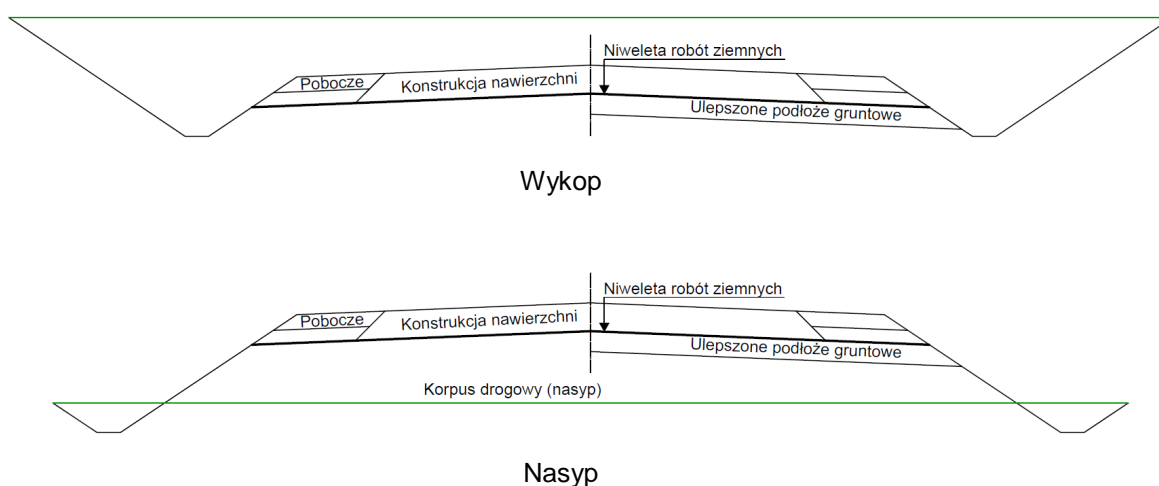 Niweleta robót ziemnych
Pobocze
Konstrukcja nawierzchni
Ulepszone podłoże gruntowe
Wykop
Niweleta robót ziemnych
Pobocze
Konstrukcja nawierzchni
Ulepszone podłoże gruntowe
Korpus drogowy (nasyp)
Nasyp